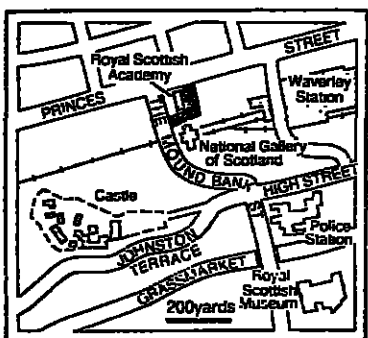 STREET
Royal Scottish
Academy
Waverley
Station
PRINCES
THE MOUND BANK
National Gallery
of Scotland
HIGH STREET
Castle
JOHNSTON
TERRACE
Police
Station
GRASSMARKET
Royal
Scottish
Museum
200yards